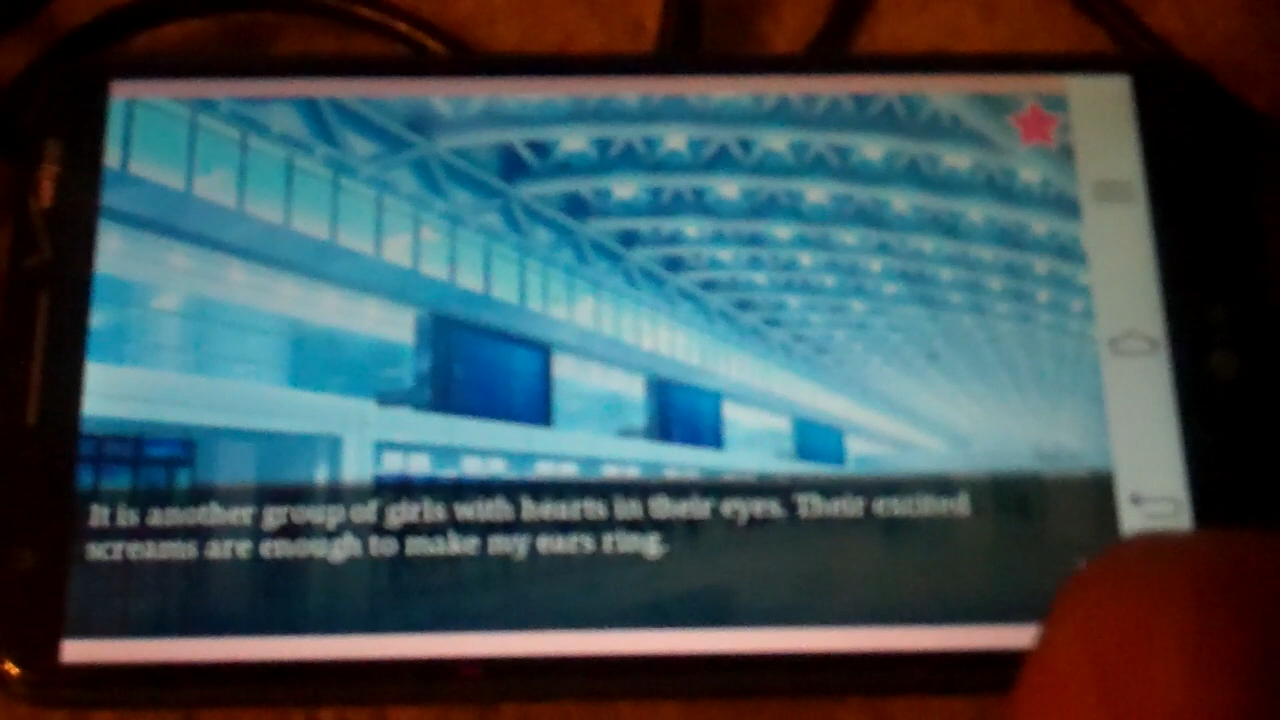 It is another group of girls with hearts in their eyes. Their excited
screams are enough to make my ears ring.